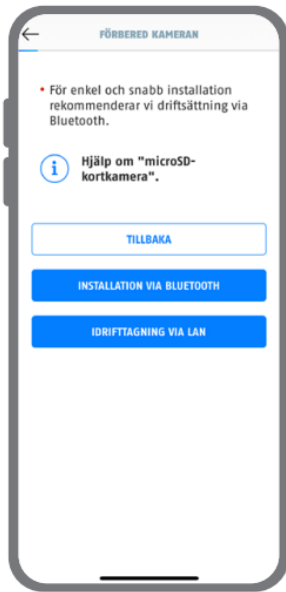 FÖRBERED KAMERAN
• För enkel och snabb installation
rekommenderar vi driftsättning via
Bluetooth.
i
Hjälp om "microSD-
kortkamera".
TILLBAKA
INSTALLATION VIA BLUETOOTH
IDRIFTTAGNING VIA LAN